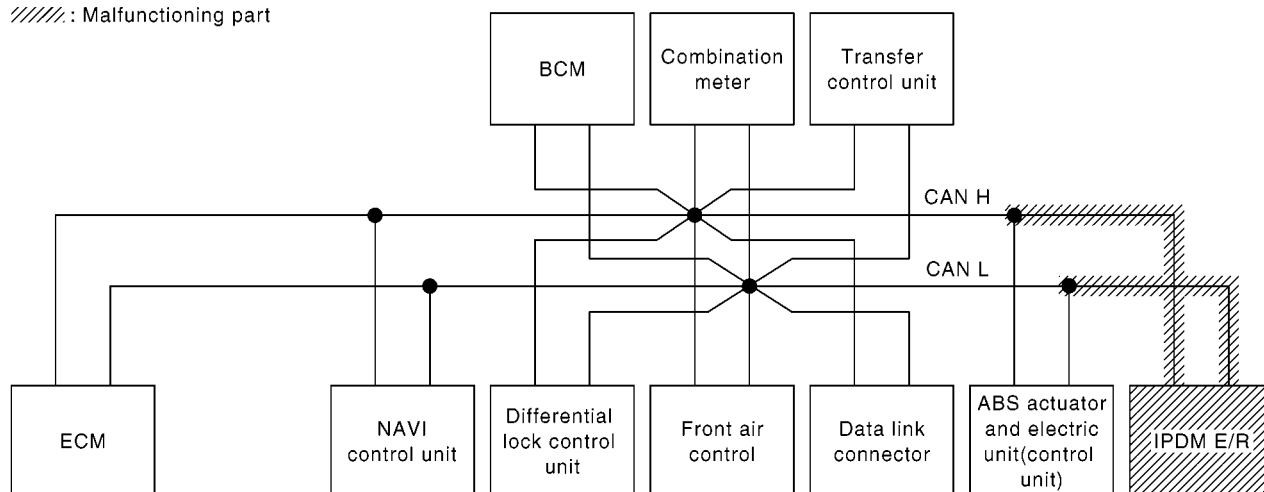 : Malfunctioning part
BCM
Combination
meter
Transfer
control unit
CAN H
CAN L
ECM
NAVI
control unit
Differential
lock control
unit
Front air
control
Data link
connector
ABS actuator
and electric
unit(control
unit)
IPDM E/R